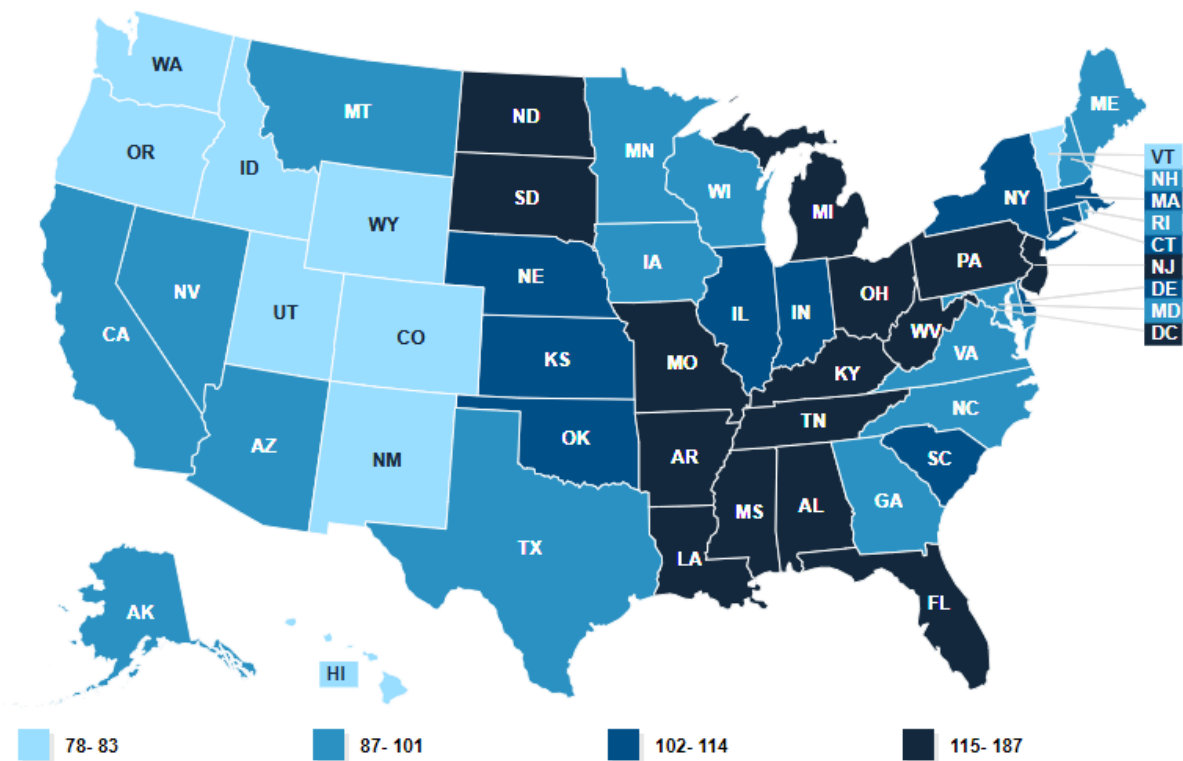 WA
MT
ND
ME
OR
ID
MN
VT
NH
WI
SD
NY
MA
WY
MI
RI
CT
IA
PA
NJ
NE
OH
DE
NV
UT
IL
IN
MD
CA
CO
WV
DC
KS
MO
VA
KY
NC
TN
AZ
NM
OK
AR
SC
MS
AL
GA
TX
LA
FL
AK
HI
78- 83 87- 101 102- 114 115- 187